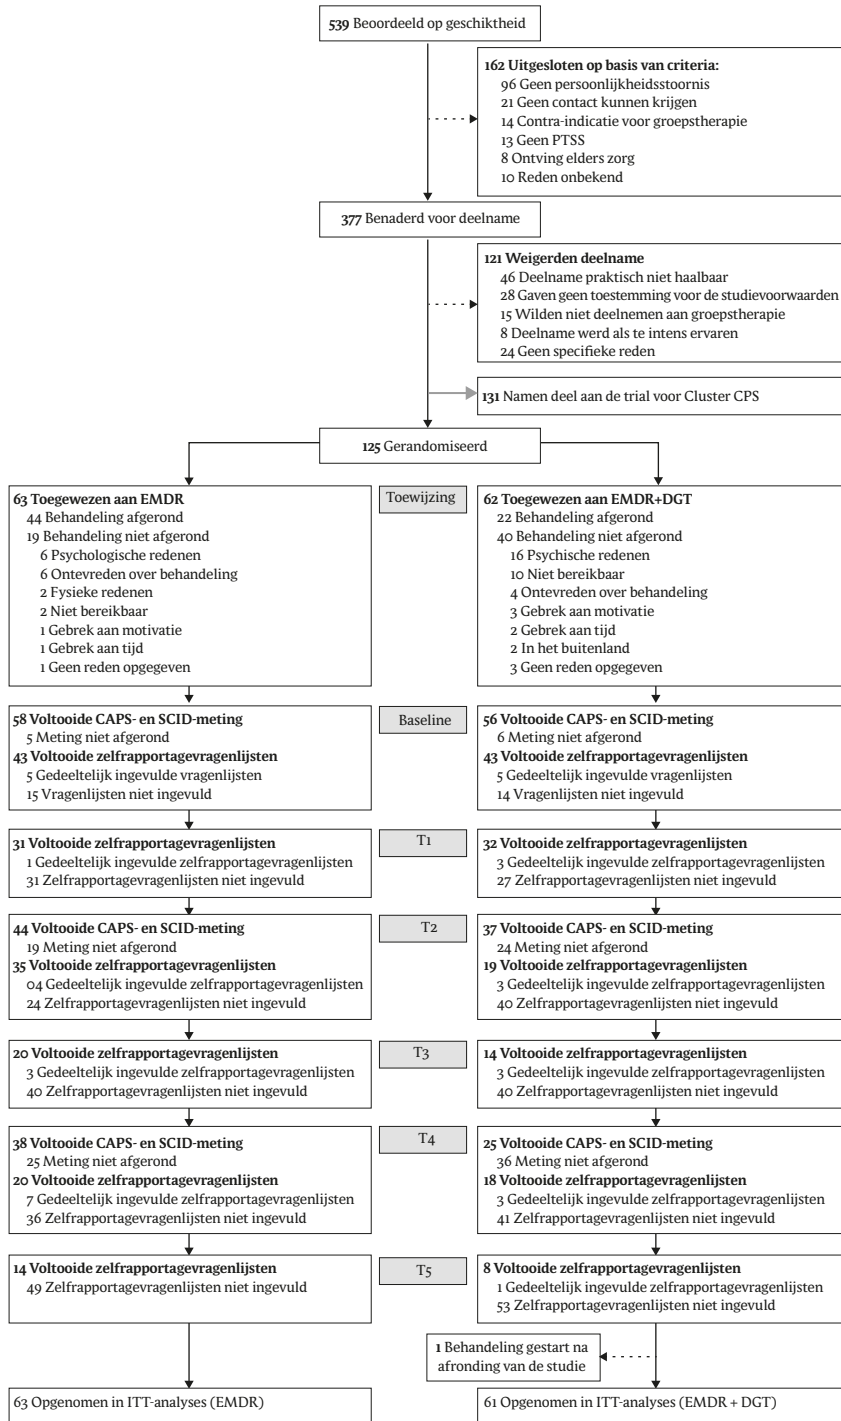 539 Beoordeeld op geschiktheid
162 Uitgesloten op basis van criteria:
96 Geen persoonlijkheidsstoornis
21 Geen contact kunnen krijgen
14 Contra-indicatie voor groepstherapie
13 Geen PTSS
8 Ontving elders zorg
10 Reden onbekend
377 Benaderd voor deelname
121 Weigerden deelname
46 Deelname praktisch niet haalbaar
28 Gaven geen toestemming voor de studievoorwaarden
15 Wilden niet deelnemen aan groepstherapie
8 Deelname werd als te intens ervaren
24 Geen specifieke reden
131 Namen deel aan de trial voor Cluster CPS
125 Gerandomiseerd
63 Toegewezen aan EMDR
44 Behandeling afgerond
19 Behandeling niet afgerond
6 Psychologische redenen
6 Ontevreden over behandeling
2 Fysieke redenen
2 Niet bereikbaar
1 Gebrek aan motivatie
1 Gebrek aan tijd
1 Geen reden opgegeven
Toewijzing
62 Toegewezen aan EMDR+DGT
22 Behandeling afgerond
40 Behandeling niet afgerond
16 Psychische redenen
10 Niet bereikbaar
4 Ontevreden over behandeling
3 Gebrek aan motivatie
2 Gebrek aan tijd
2 In het buitenland
3 Geen reden opgegeven
58 Voltooide CAPS- en SCID-meting
5 Meting niet afgerond
43 Voltooide zelfrapportagevragenlijsten
5 Gedeeltelijk ingevulde vragenlijsten
15 Vragenlijsten niet ingevuld
Baseline
56 Voltooide CAPS- en SCID-meting
6 Meting niet afgerond
43 Voltooide zelfrapportagevragenlijsten
5 Gedeeltelijk ingevulde vragenlijsten
14 Vragenlijsten niet ingevuld
31 Voltooide zelfrapportagevragenlijsten
1 Gedeeltelijk ingevulde zelfrapportagevragenlijsten
31 Zelfrapportagevragenlijsten niet ingevuld
T1
32 Voltooide zelfrapportagevragenlijsten
3 Gedeeltelijk ingevulde zelfrapportagevragenlijsten
27 Zelfrapportagevragenlijsten niet ingevuld
44 Voltooide CAPS- en SCID-meting
19 Meting niet afgerond
35 Voltooide zelfrapportagevragenlijsten
04 Gedeeltelijk ingevulde zelfrapportagevragenlijsten
24 Zelfrapportagevragenlijsten niet ingevuld
T2
37 Voltooide CAPS- en SCID-meting
24 Meting niet afgerond
19 Voltooide zelfrapportagevragenlijsten
3 Gedeeltelijk ingevulde zelfrapportagevragenlijsten
40 Zelfrapportagevragenlijsten niet ingevuld
20 Voltooide zelfrapportagevragenlijsten
3 Gedeeltelijk ingevulde zelfrapportagevragenlijsten
40 Zelfrapportagevragenlijsten niet ingevuld
T3
14 Voltooide zelfrapportagevragenlijsten
3 Gedeeltelijk ingevulde zelfrapportagevragenlijsten
40 Zelfrapportagevragenlijsten niet ingevuld
38 Voltooide CAPS- en SCID-meting
25 Meting niet afgerond
20 Voltooide zelfrapportagevragenlijsten
7 Gedeeltelijk ingevulde zelfrapportagevragenlijsten
36 Zelfrapportagevragenlijsten niet ingevuld
T4
25 Voltooide CAPS- en SCID-meting
36 Meting niet afgerond
18 Voltooide zelfrapportagevragenlijsten
3 Gedeeltelijk ingevulde zelfrapportagevragenlijsten
41 Zelfrapportagevragenlijsten niet ingevuld
14 Voltooide zelfrapportagevragenlijsten
49 Zelfrapportagevragenlijsten niet ingevuld
T5
8 Voltooide zelfrapportagevragenlijsten
1 Gedeeltelijk ingevulde zelfrapportagevragenlijsten
53 Zelfrapportagevragenlijsten niet ingevuld
1 Behandeling gestart na
afronding van de studie
63 Opgenomen in ITT-analyses (EMDR)
61 Opgenomen in ITT-analyses (EMDR + DGT)